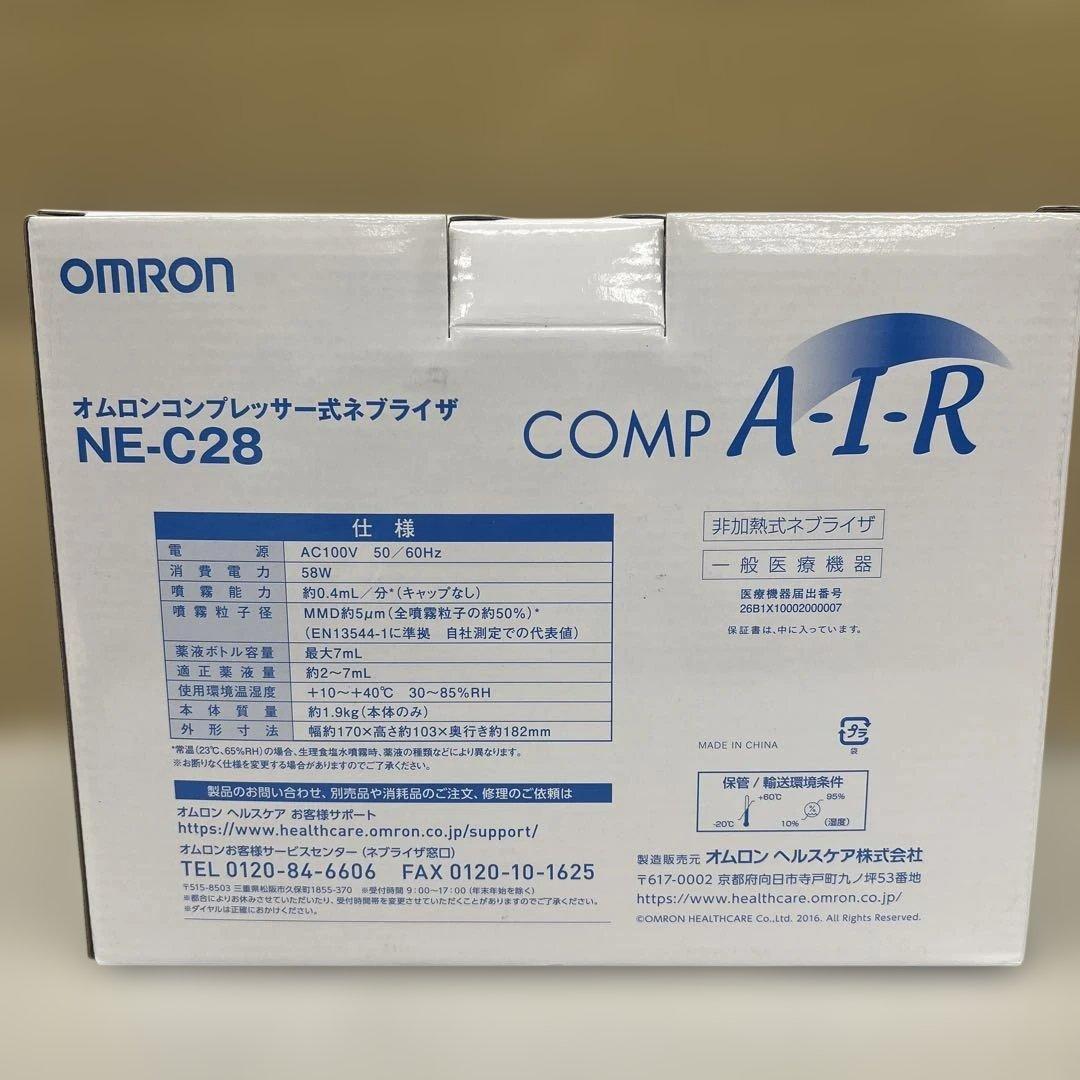 OMRON
オムロンコンプレッサー式ネブライザ
NE-C28
COMP A-I-R
仕様
電源 AC100V 50／60Hz
消費電力 58W
噴霧能力 約0.4mL／分*（キャップなし）
噴霧粒子径 MMD約5μm（全噴霧粒子の約50%）*
（EN13544-1に準拠 自社測定での代表値）
薬液ボトル容量 最大7mL
適正薬液量 約2～7mL
使用環境温湿度 +10～+40℃ 30～85%RH
本体質量 約1.9kg（本体のみ）
外形寸法 幅約170×高さ約103×奥行き約182mm
*常温（23℃、65%RH）の場合、生理食塩水噴霧時、薬液の種類などにより異なります。
※お断りなく仕様を変更する場合がありますのでご了承ください。
製品のお問い合わせ、別売品や消耗品のご注文、修理のご依頼は
オムロン ヘルスケア お客様サポート
https://www.healthcare.omron.co.jp/support/
オムロンお客様サービスセンター（ネブライザ窓口）
TEL 0120-84-6606 FAX 0120-10-1625
〒515-8503 三重県松阪市久保町1855-370 ※受付時間 9:00～17:00（年末年始を除く）
※都合によりお休みさせていただいたり、受付時間帯を変更させていただくことがありますのでご了承ください。
※ダイヤルは正確におかけください。
非加熱式ネブライザ
一般医療機器
医療機器届出番号
26B1X10002000007
保証書は、中に入っています。
MADE IN CHINA
プラ
袋
保管／輸送環境条件
+60℃
-20℃
95%
%
10%
（湿度）
製造販売元 オムロン ヘルスケア株式会社
〒617-0002 京都府向日市寺戸町九ノ坪53番地
https://www.healthcare.omron.co.jp/
©OMRON HEALTHCARE Co.,Ltd. 2016. All Rights Reserved.